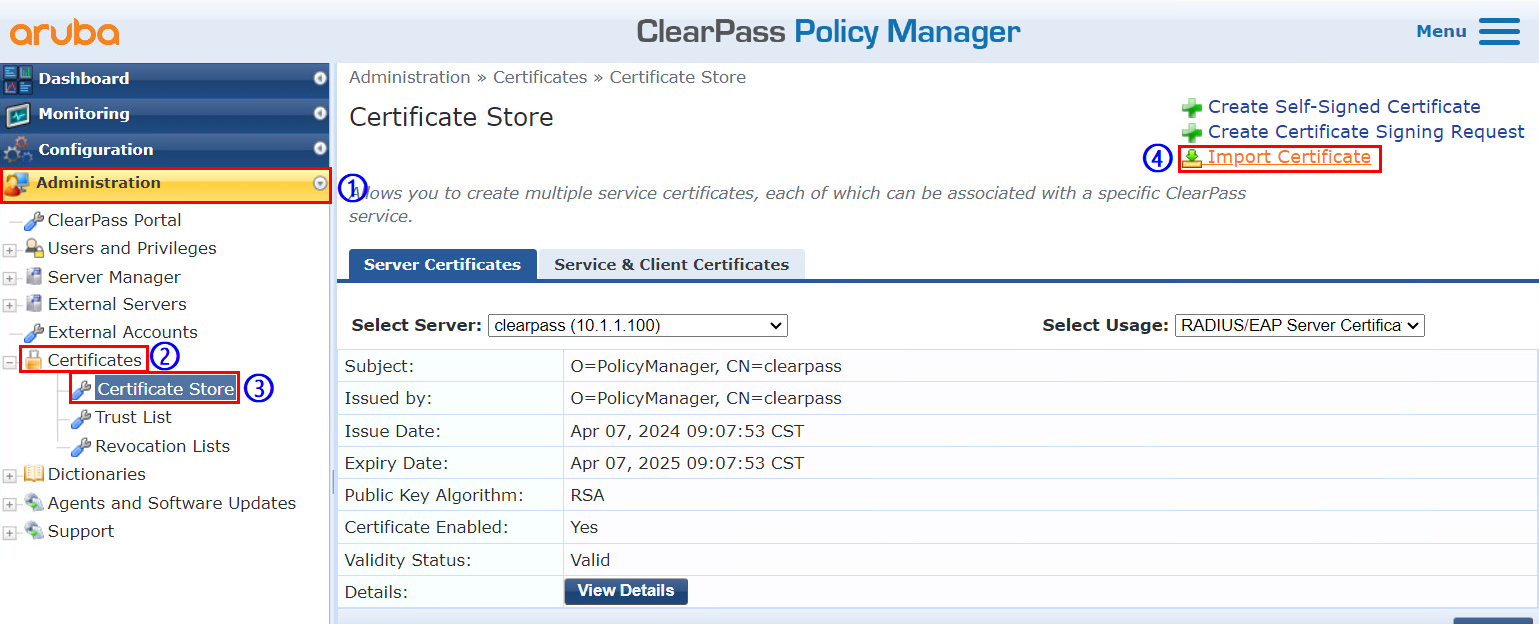 aruba
ClearPass Policy Manager
Menu
Dashboard
Monitoring
Configuration
Administration
ClearPass Portal
Users and Privileges
Server Manager
External Servers
External Accounts
Certificates
Certificate Store
Trust List
Revocation Lists
Dictionaries
Agents and Software Updates
Support
1
2
3
Administration » Certificates » Certificate Store
Certificate Store
Create Self-Signed Certificate
Create Certificate Signing Request
4 Import Certificate
Allows you to create multiple service certificates, each of which can be associated with a specific ClearPass
service.
Server Certificates Service & Client Certificates
Select Server: clearpass (10.1.1.100) Select Usage: RADIUS/EAP Server Certifica
Subject: O=PolicyManager, CN=clearpass
Issued by: O=PolicyManager, CN=clearpass
Issue Date: Apr 07, 2024 09:07:53 CST
Expiry Date: Apr 07, 2025 09:07:53 CST
Public Key Algorithm: RSA
Certificate Enabled: Yes
Validity Status: Valid
Details: View Details